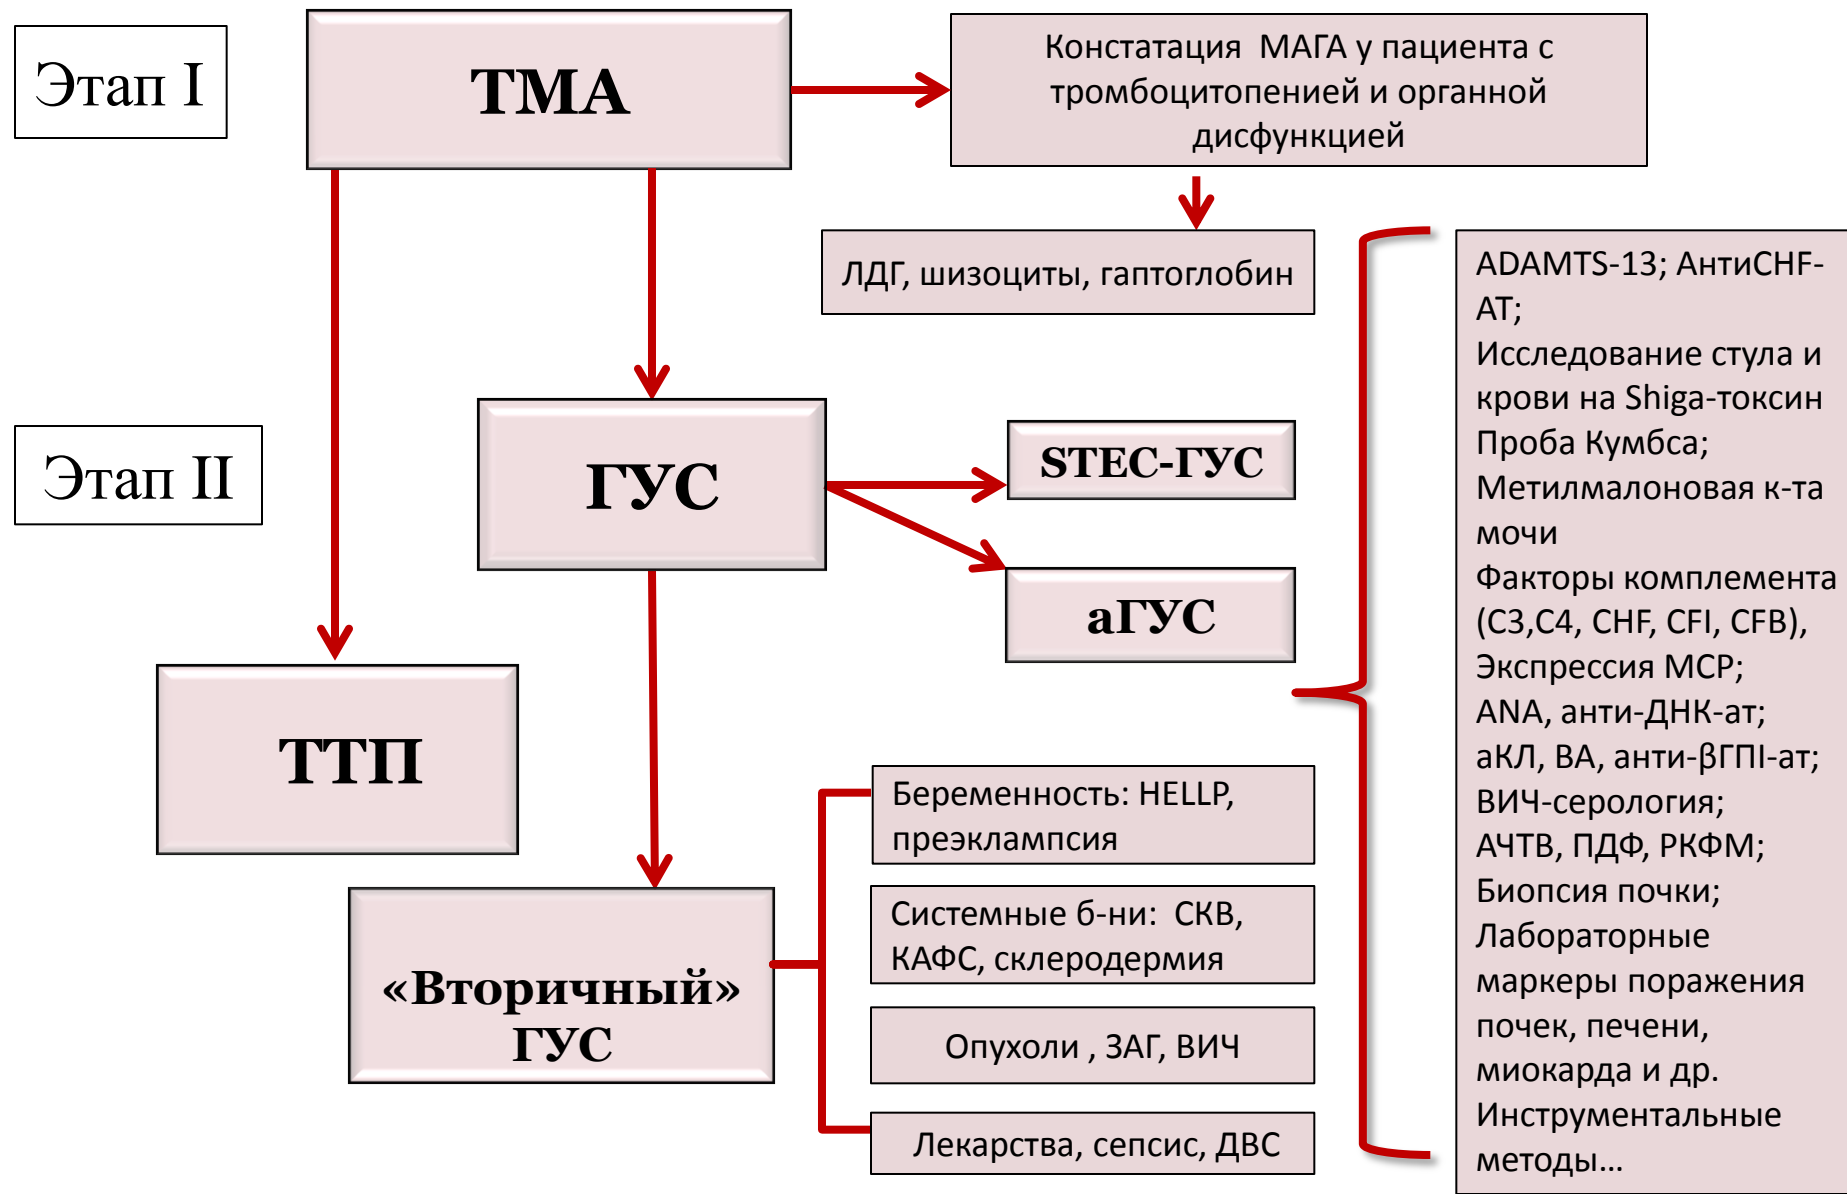 Этап I
ТМА
Констатация МАГА у пациента с
тромбоцитопенией и органной
дисфункцией
ЛДГ, шизоциты, гаптоглобин
Этап II
ГУС
STEC-ГУС
аГУС
ТТП
«Вторичный»
ГУС
Беременность: HELLP,
преэклампсия
Системные б-ни: СКВ,
КАФС, склеродермия
Опухоли , ЗАГ, ВИЧ
Лекарства, сепсис, ДВС
ADAMTS-13; АнтиCHF-
АТ;
Исследование стула и
крови на Shiga-токсин
Проба Кумбса;
Метилмалоновая к-та
мочи
Факторы комплемента
(С3,С4, CHF, CFI, CFB),
Экспрессия МСР;
ANA, анти-ДНК-ат;
аКЛ, ВА, анти-βГПI-ат;
ВИЧ-серология;
АЧТВ, ПДФ, РКФМ;
Биопсия почки;
Лабораторные
маркеры поражения
почек, печени,
миокарда и др.
Инструментальные
методы…